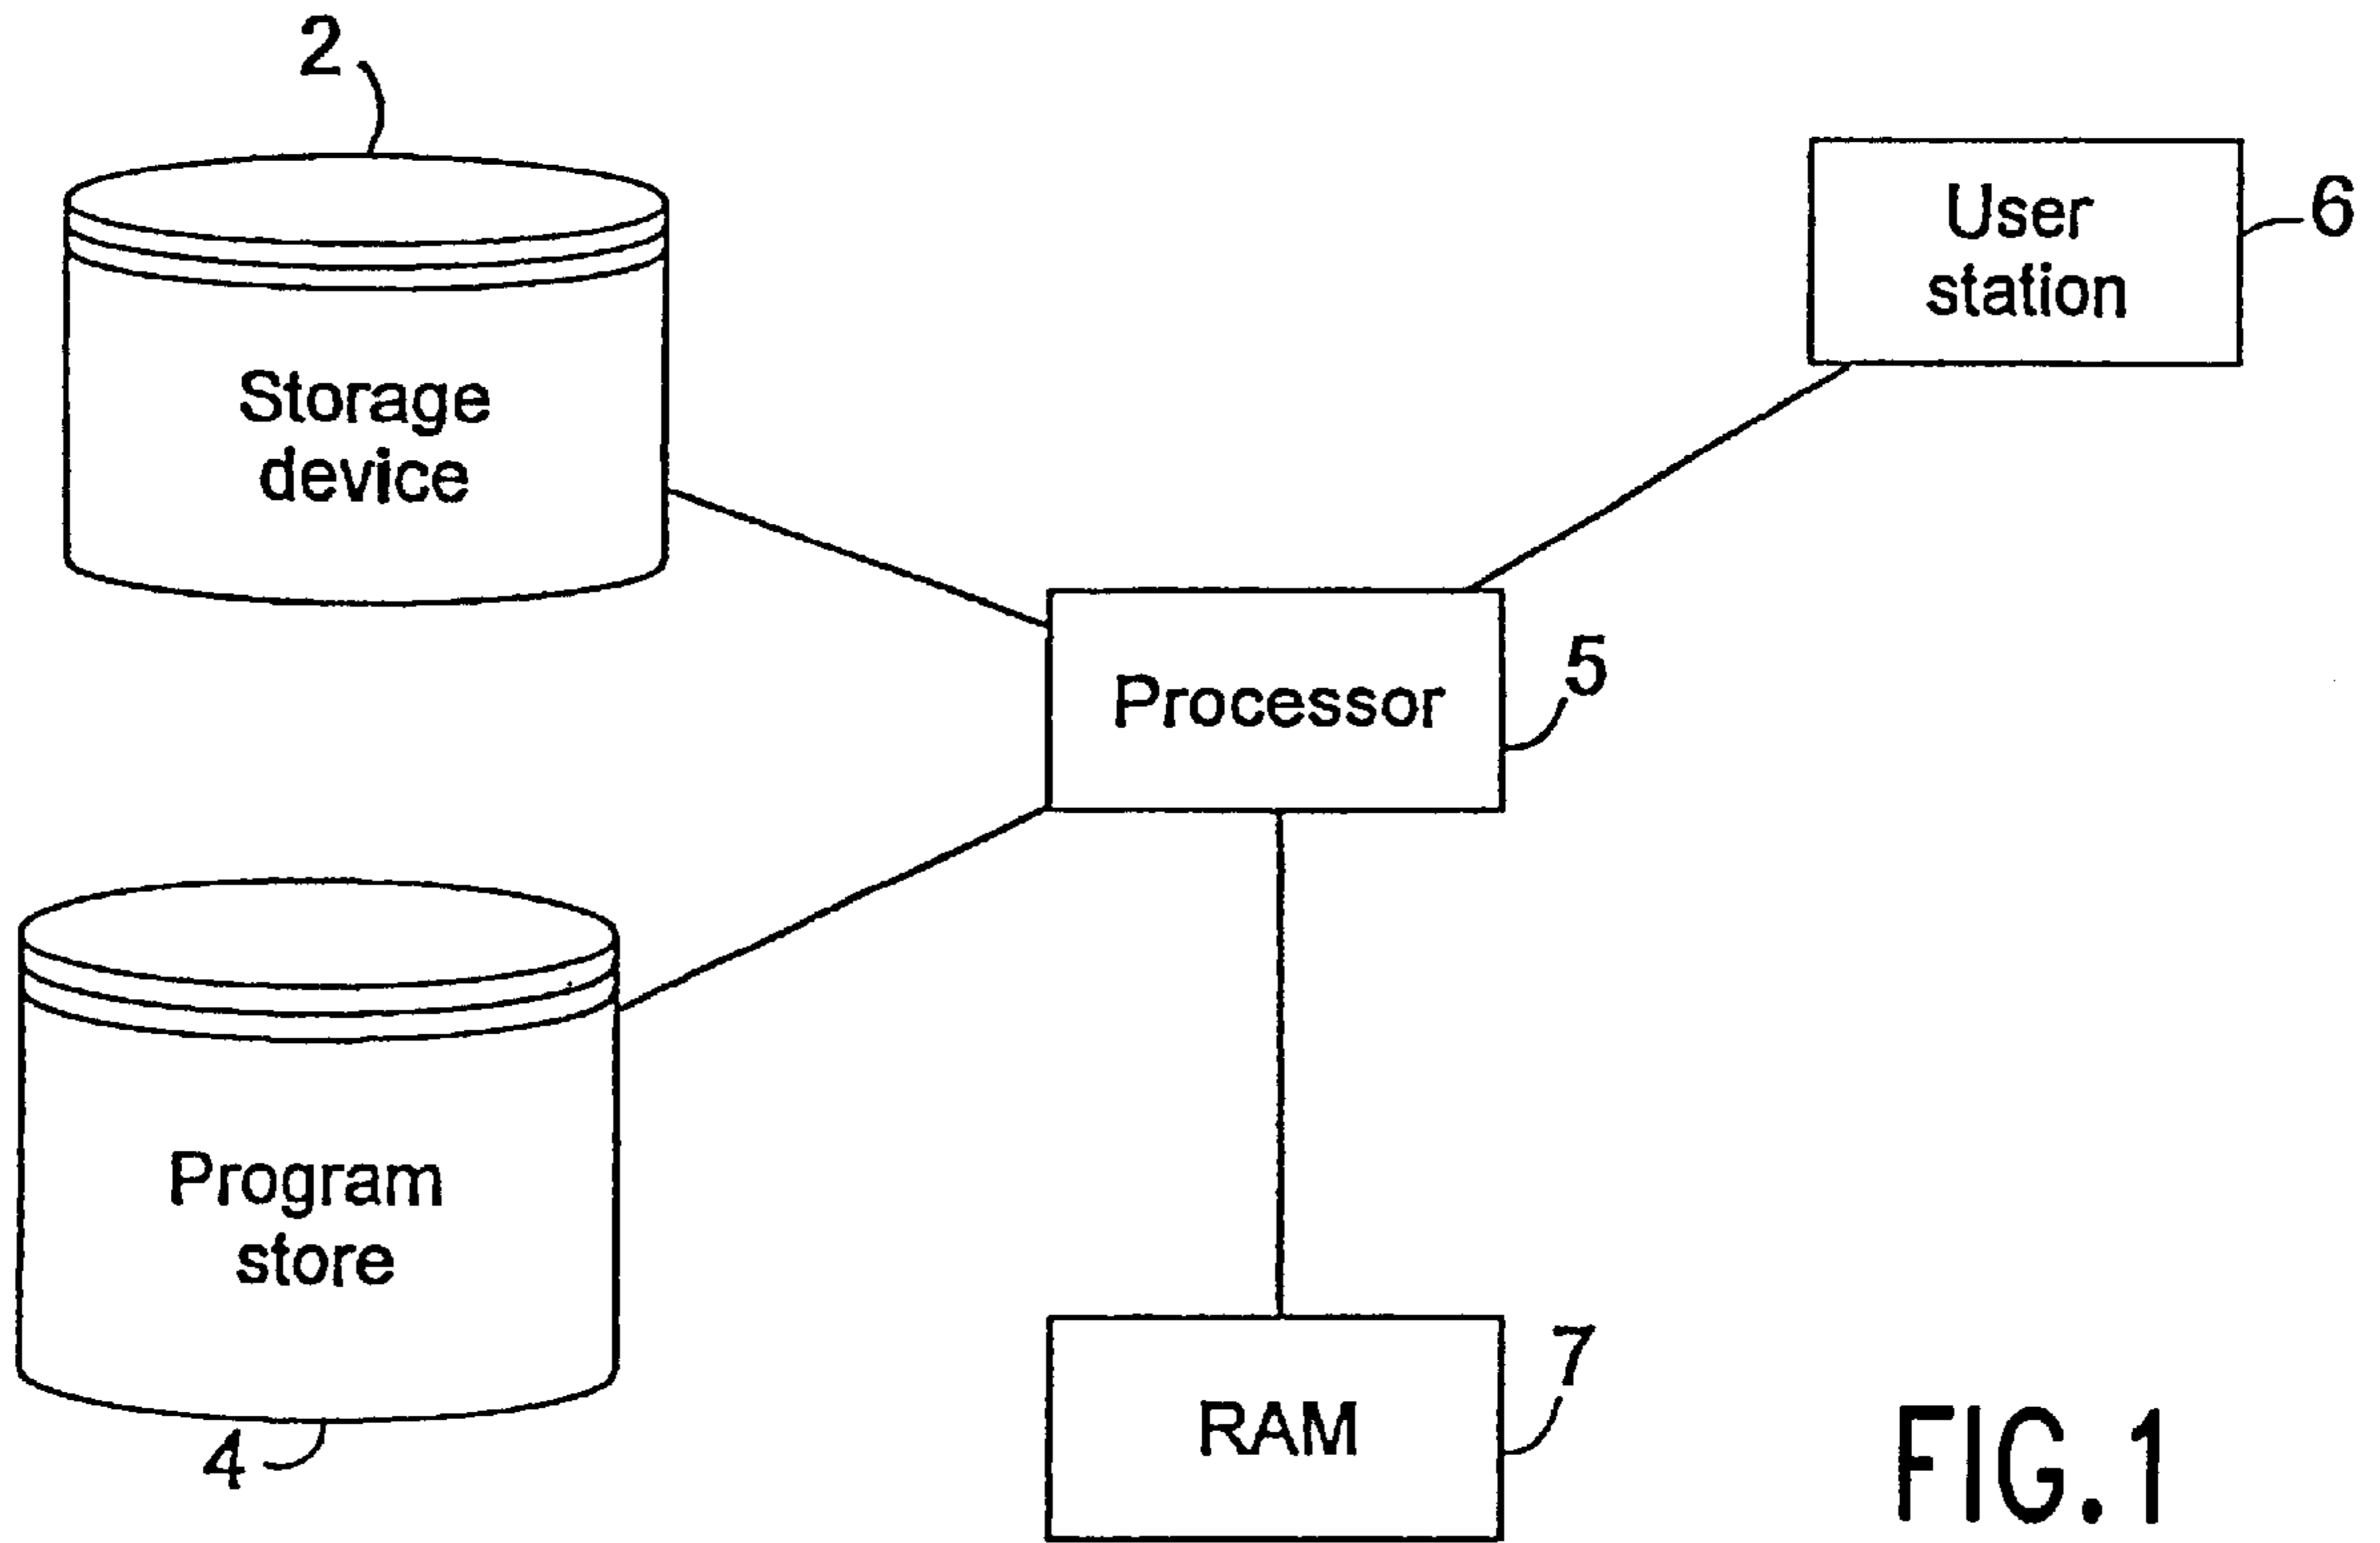 2
User
station
6
Storage
device
Processor
5
Program
store
4
RAM
7
FIG.1